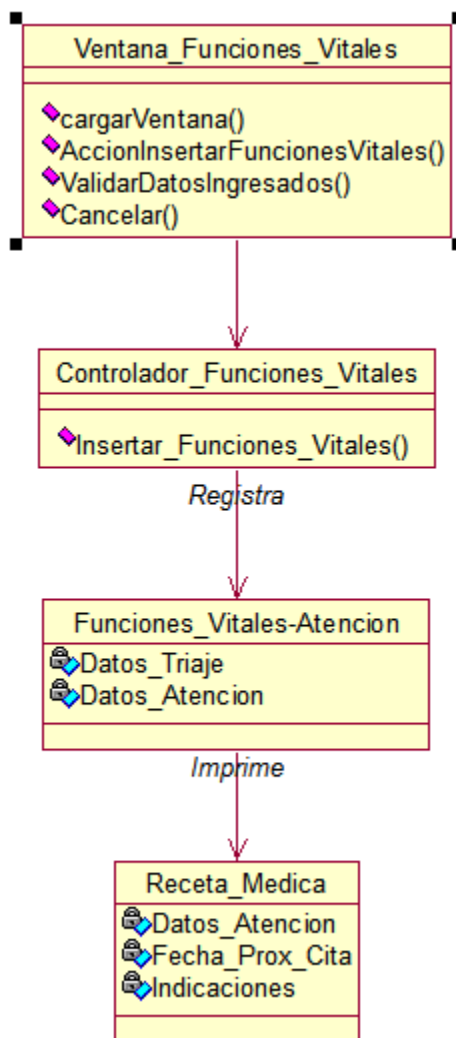 Ventana_Funciones_Vitales
cargarVentana()
AccionInsertarFuncionesVitales()
ValidarDatosIngresados()
Cancelar()
Controlador_Funciones_Vitales
Insertar_Funciones_Vitales()
Registra
Funciones_Vitales-Atencion
Datos_Triaje
Datos_Atencion
Imprime
Receta_Medica
Datos_Atencion
Fecha_Prox_Cita
Indicaciones